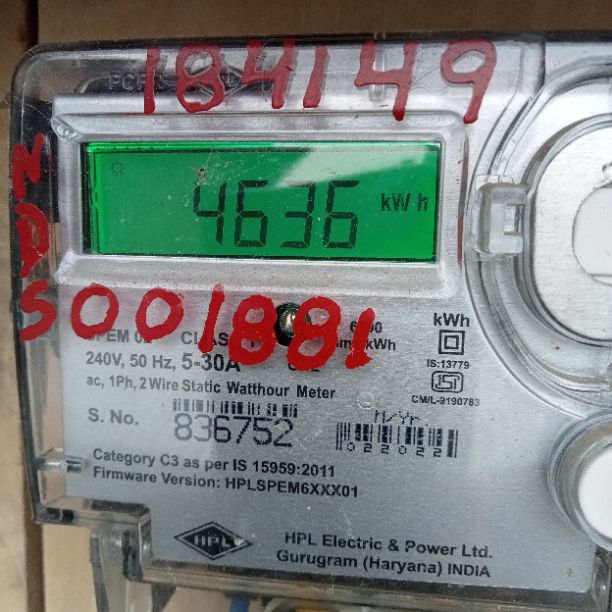 184149
4636 kWh
NDS001881
kWh
240V, 50 Hz, 5-30A
IS:13779
ac, 1Ph, 2Wire Static Watthour Meter
CM/L-9190783
S. No. 836752
M/Yr.
022022
Category C3 as per IS 15959:2011
Firmware Version: HPLSPEM6XXX01
HPL
HPL Electric & Power Ltd.
Gurugram (Haryana) INDIA